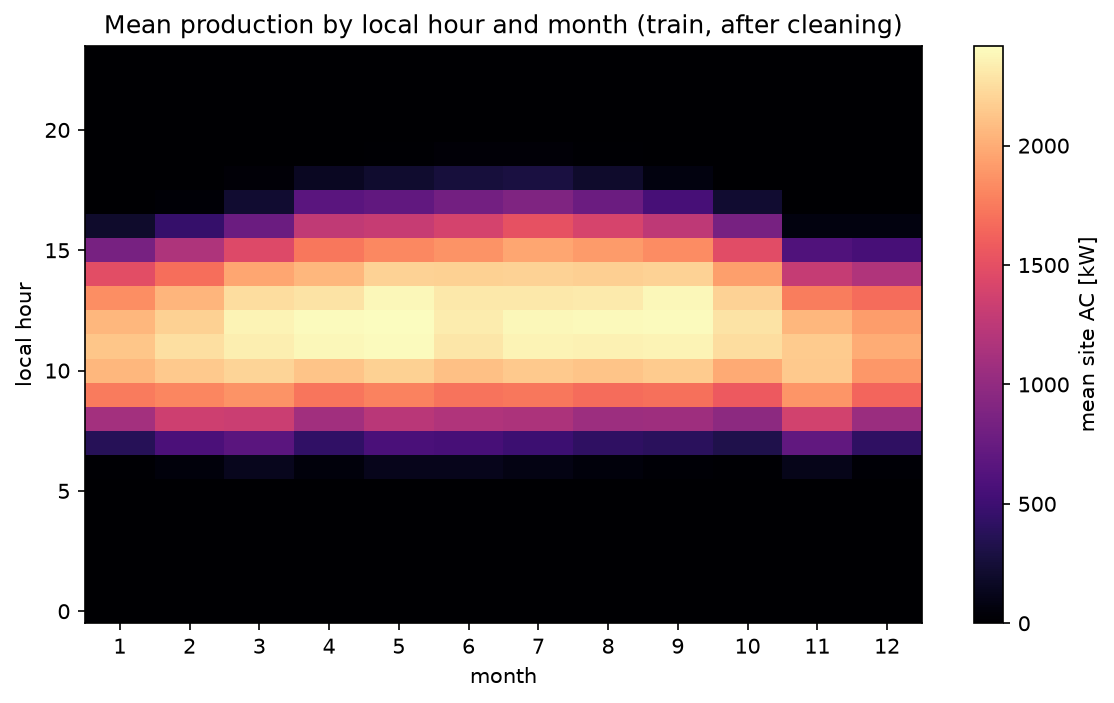 Mean production by local hour and month (train, after cleaning)
20
15
10
5
0
local hour
1 2 3 4 5 6 7 8 9 10 11 12
month
2000
1500
1000
500
0
mean site AC [kW]